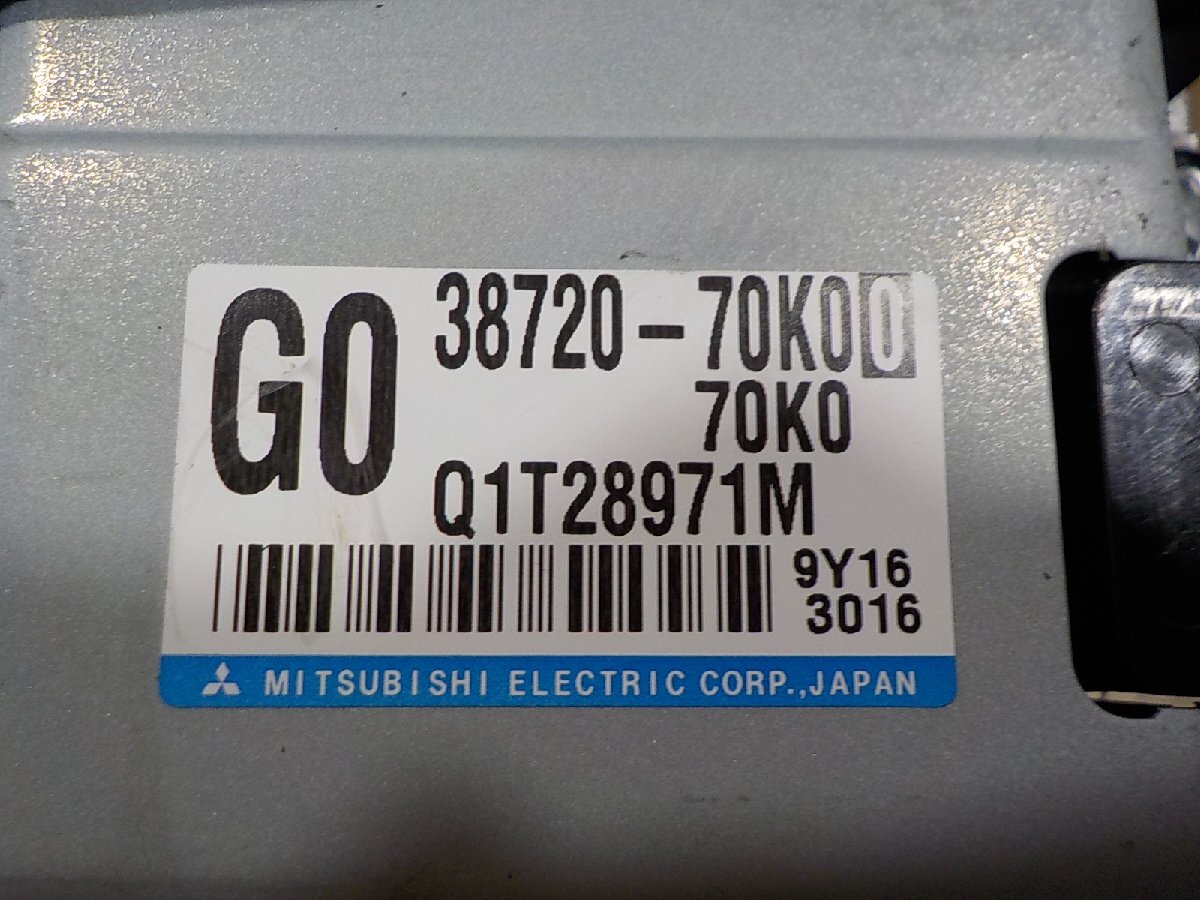 G0 38720-70K00
70K0
Q1T28971M
9Y16
3016
MITSUBISHI ELECTRIC CORP.,JAPAN